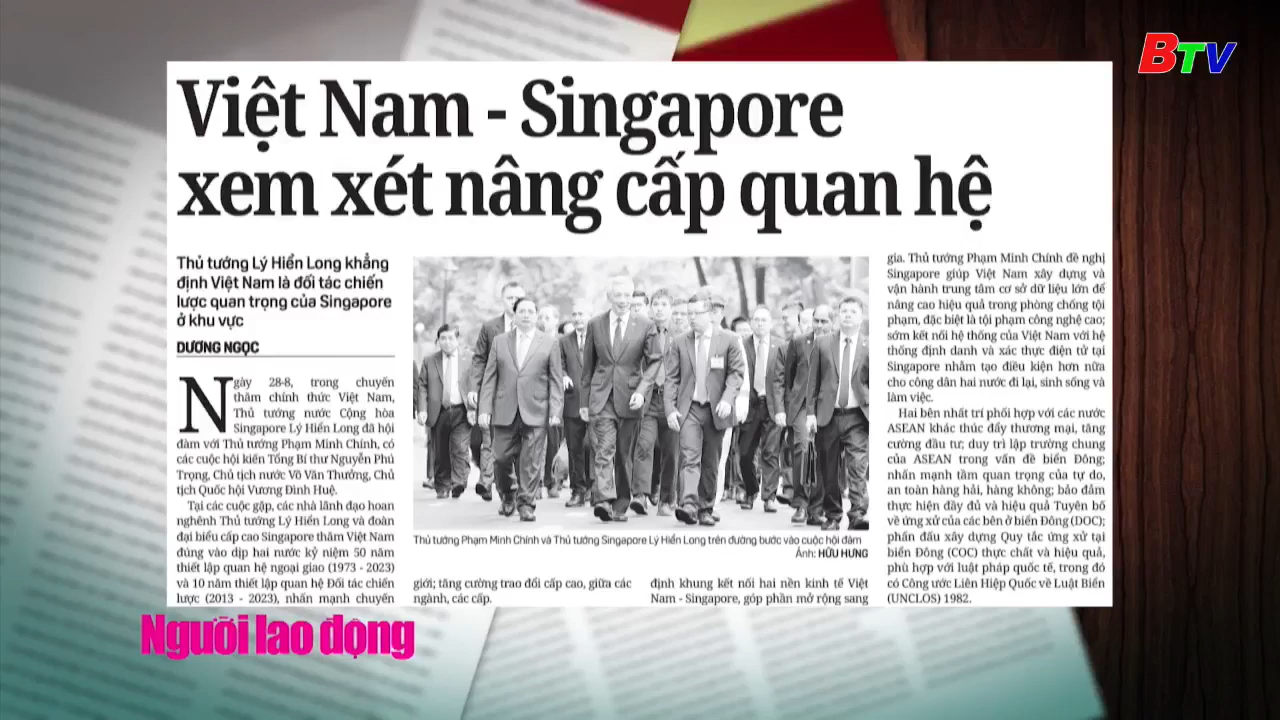 BTV
Việt Nam - Singapore
xem xét nâng cấp quan hệ
Thủ tướng Lý Hiển Long khẳng
định Việt Nam là đối tác chiến
lược quan trọng của Singapore
ở khu vực
DƯƠNG NGỌC
Ngày 28-8, trong chuyến
thăm chính thức Việt Nam,
Thủ tướng nước Cộng hòa
Singapore Lý Hiển Long đã hội
đàm với Thủ tướng Phạm Minh Chính, có
các cuộc hội kiến Tổng Bí thư Nguyễn Phú
Trọng, Chủ tịch nước Võ Văn Thưởng, Chủ
tịch Quốc hội Vương Đình Huệ.
Tại các cuộc gặp, các nhà lãnh đạo hoan
nghênh Thủ tướng Lý Hiển Long và đoàn
đại biểu cấp cao Singapore thăm Việt Nam
đúng vào dịp hai nước kỷ niệm 50 năm
thiết lập quan hệ ngoại giao (1973 - 2023)
và 10 năm thiết lập quan hệ Đối tác chiến
lược (2013 - 2023), nhấn mạnh chuyến
Thủ tướng Phạm Minh Chính và Thủ tướng Singapore Lý Hiển Long trên đường bước vào cuộc hội đàm
Ảnh: HỮU HƯNG
giới; tăng cường trao đổi cấp cao, giữa các
ngành, các cấp.
định khung kết nối hai nền kinh tế Việt
Nam - Singapore, góp phần mở rộng sang
gia. Thủ tướng Phạm Minh Chính đề nghị
Singapore giúp Việt Nam xây dựng và
vận hành trung tâm cơ sở dữ liệu lớn để
nâng cao hiệu quả trong phòng chống tội
phạm, đặc biệt là tội phạm công nghệ cao;
sớm kết nối hệ thống của Việt Nam với hệ
thống định danh và xác thực điện tử tại
Singapore nhằm tạo điều kiện hơn nữa
cho công dân hai nước đi lại, sinh sống và
làm việc.
Hai bên nhất trí phối hợp với các nước
ASEAN khác thúc đẩy thương mại, tăng
cường đầu tư; duy trì lập trường chung
của ASEAN trong vấn đề biển Đông;
nhấn mạnh tầm quan trọng của tự do,
an toàn hàng hải, hàng không; bảo đảm
thực hiện đầy đủ và hiệu quả Tuyên bố
về ứng xử của các bên ở biển Đông (DOC);
phấn đấu xây dựng Quy tắc ứng xử tại
biển Đông (COC) thực chất và hiệu quả,
phù hợp với luật pháp quốc tế, trong đó
có Công ước Liên Hiệp Quốc về Luật Biển
(UNCLOS) 1982.
Người lao động